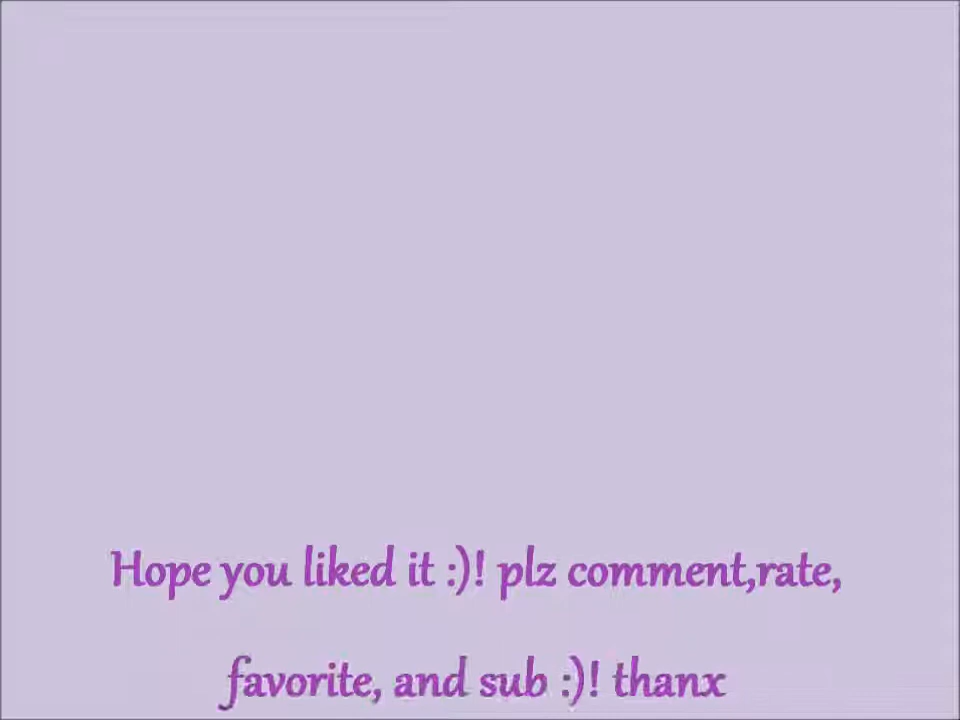 Hope you liked it :)! plz comment,rate,
favorite, and sub :)! thanx